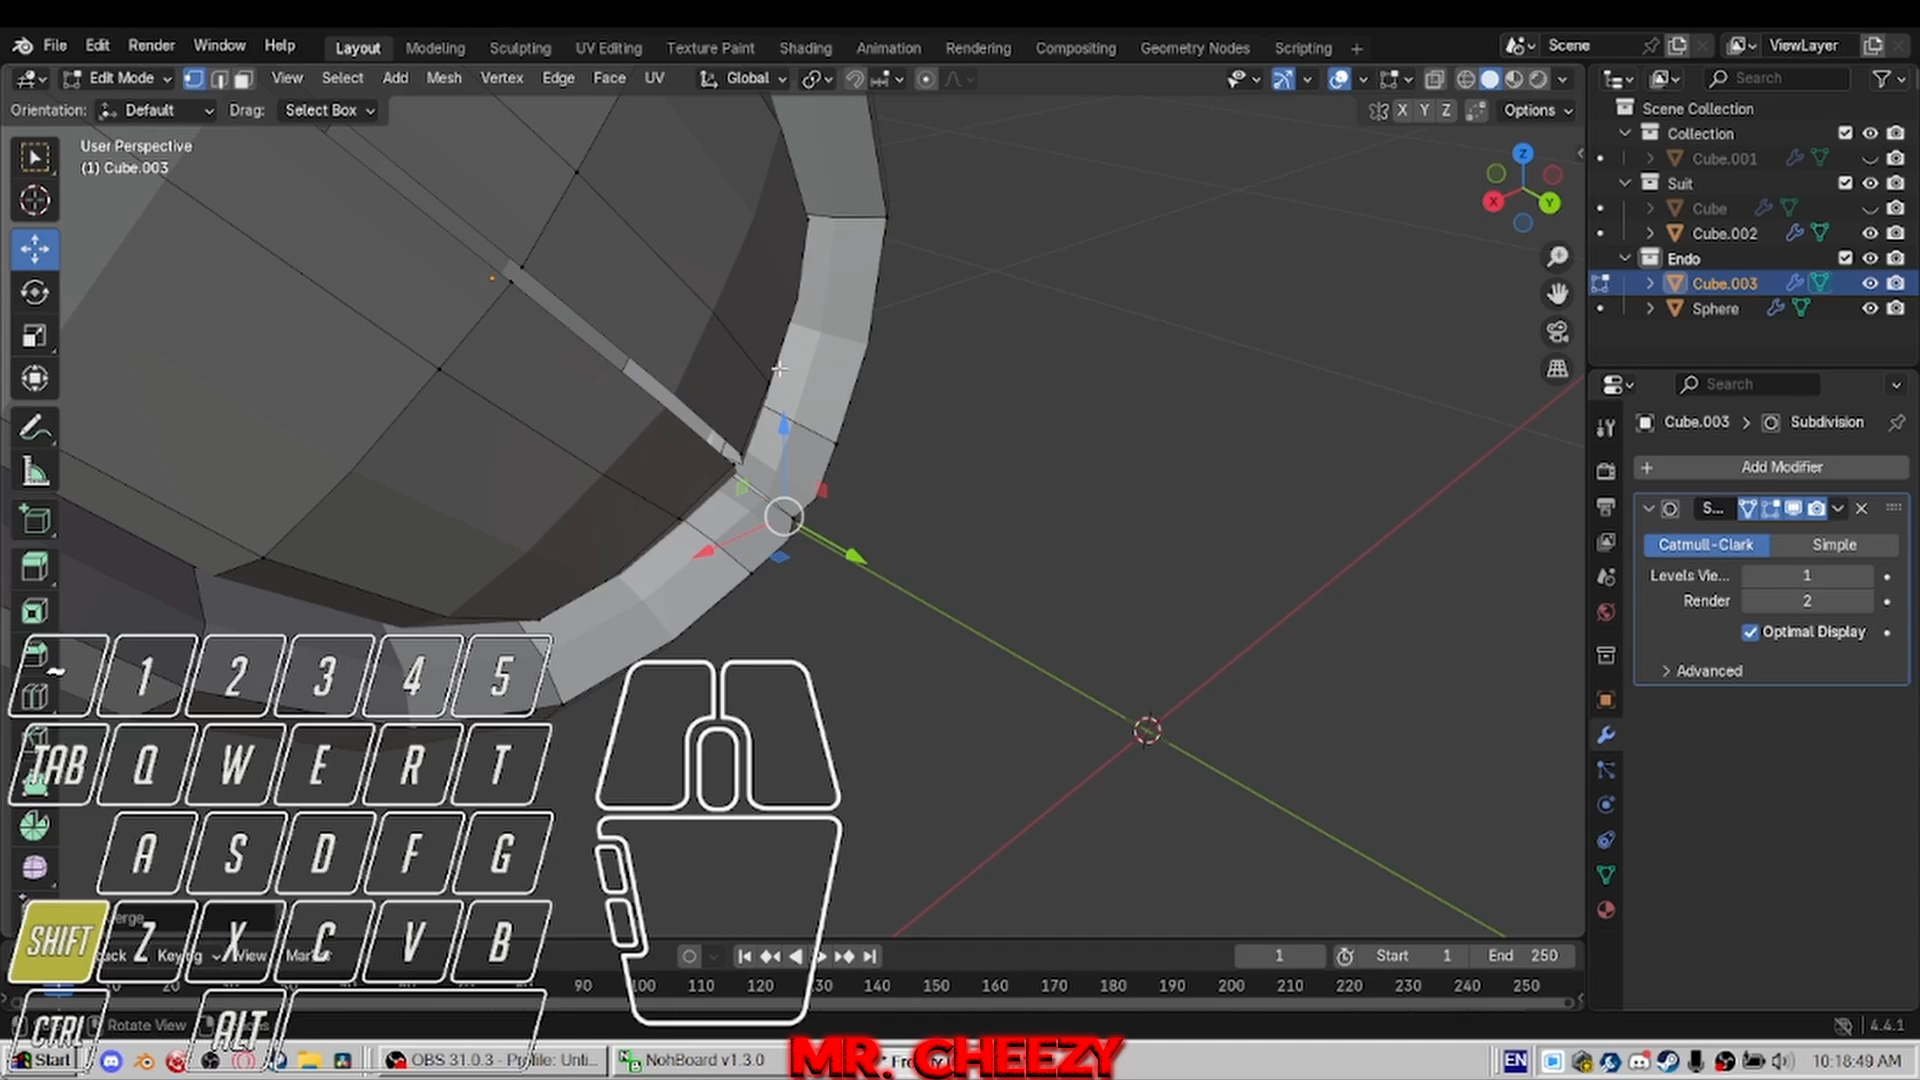 File Edit Render Window Help Layout Modeling Sculpting UV Editing Texture Paint Shading Animation Rendering Compositing Geometry Nodes Scripting + Scene ViewLayer
Edit Mode View Select Add Mesh Vertex Edge Face UV Global Search
Orientation: Default Drag: Select Box X Y Z Options
Scene Collection
Collection
Cube.001
Suit
Cube
Cube.002
Endo
Cube.003
Sphere
User Perspective
(1) Cube.003
Z
X
Y
Search
Cube.003 > Subdivision
Add Modifier
S...
Catmull-Clark Simple
Levels Vie... 1
Render 2
Optimal Display
Advanced
~ 1 2 3 4 5
TAB Q W E R T
A S D F G
SHIFT Z X C V B
CTRL ALT
View
1 Start 1 End 250
90 100 110 120 130 140 150 160 170 180 190 200 210 220 230 240 250
Rotate View
4.4.1
Start OBS 31.0.3 - Profile: Unti... NohBoard v1.3.0 EN 10:18:49 AM
MR. CHEEZY